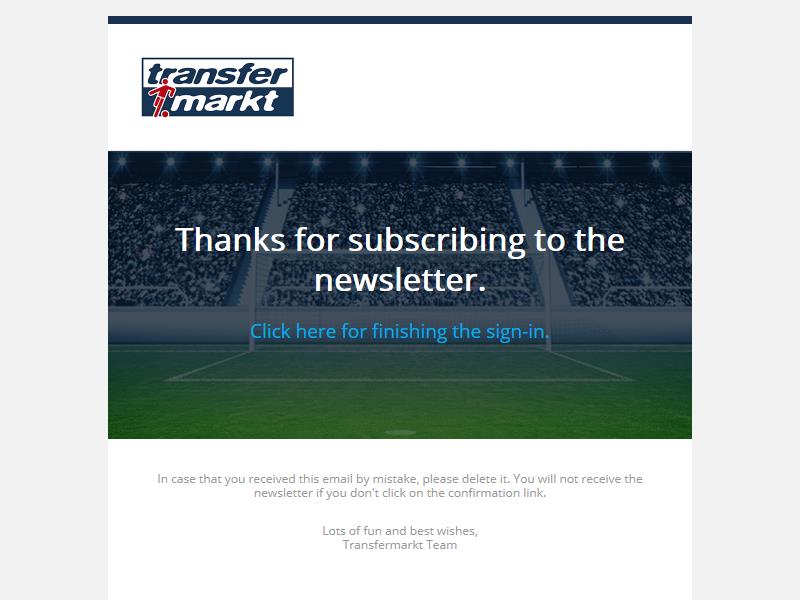 transfer
markt
Thanks for subscribing to the
newsletter.
Click here for finishing the sign-in.
In case that you received this email by mistake, please delete it. You will not receive the
newsletter if you don't click on the confirmation link.
Lots of fun and best wishes,
Transfermarkt Team